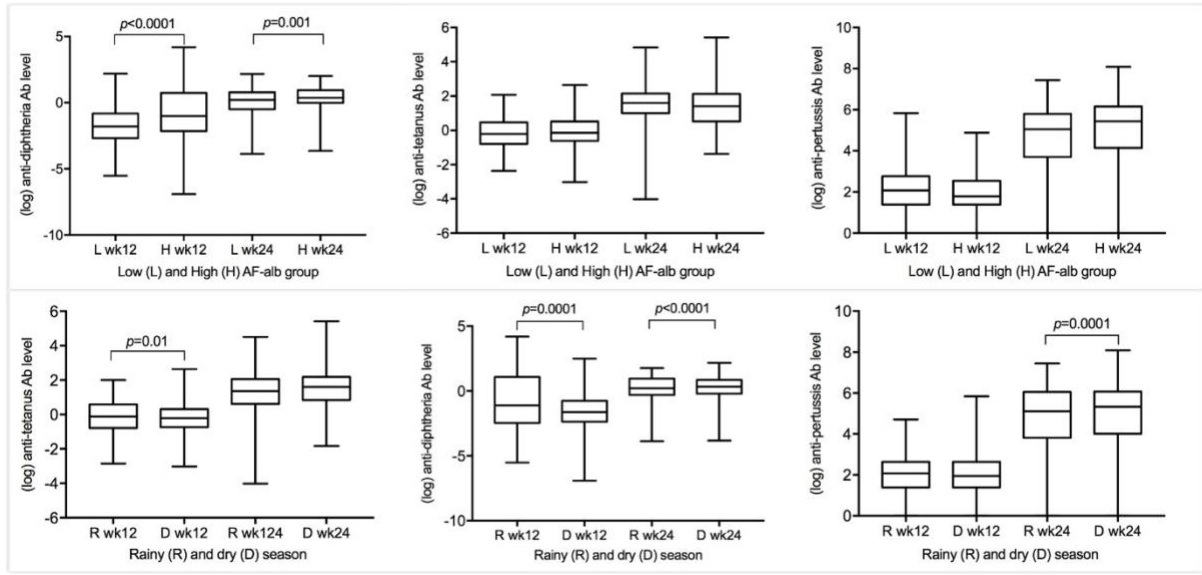 p<0.0001
p=0.001
5
0
-5
-10
(log) anti-diphtheria Ab level
L wk12 H wk12 L wk24 H wk24
Low (L) and High (H) AF-alb group
6
4
2
0
-2
-4
-6
(log) anti-tetanus Ab level
L wk12 H wk12 L wk24 H wk24
Low (L) and High (H) AF-alb group
10
8
6
4
2
0
(log) anti-pertussis Ab level
L wk12 H wk12 L wk24 H wk24
Low (L) and High (H) AF-alb group
p=0.01
6
4
2
0
-2
-4
-6
(log) anti-tetanus Ab level
R wk12 D wk12 R wk124 D wk24
Rainy (R) and dry (D) season
p=0.0001
p<0.0001
5
0
-5
-10
(log) anti-diphtheria Ab level
R wk12 D wk12 R wk24 D wk24
Rainy (R) and dry (D) season
p=0.0001
10
8
6
4
2
0
(log) anti-pertussis Ab level
R wk12 D wk12 R wk24 D wk24
Rainy (R) and dry (D) season